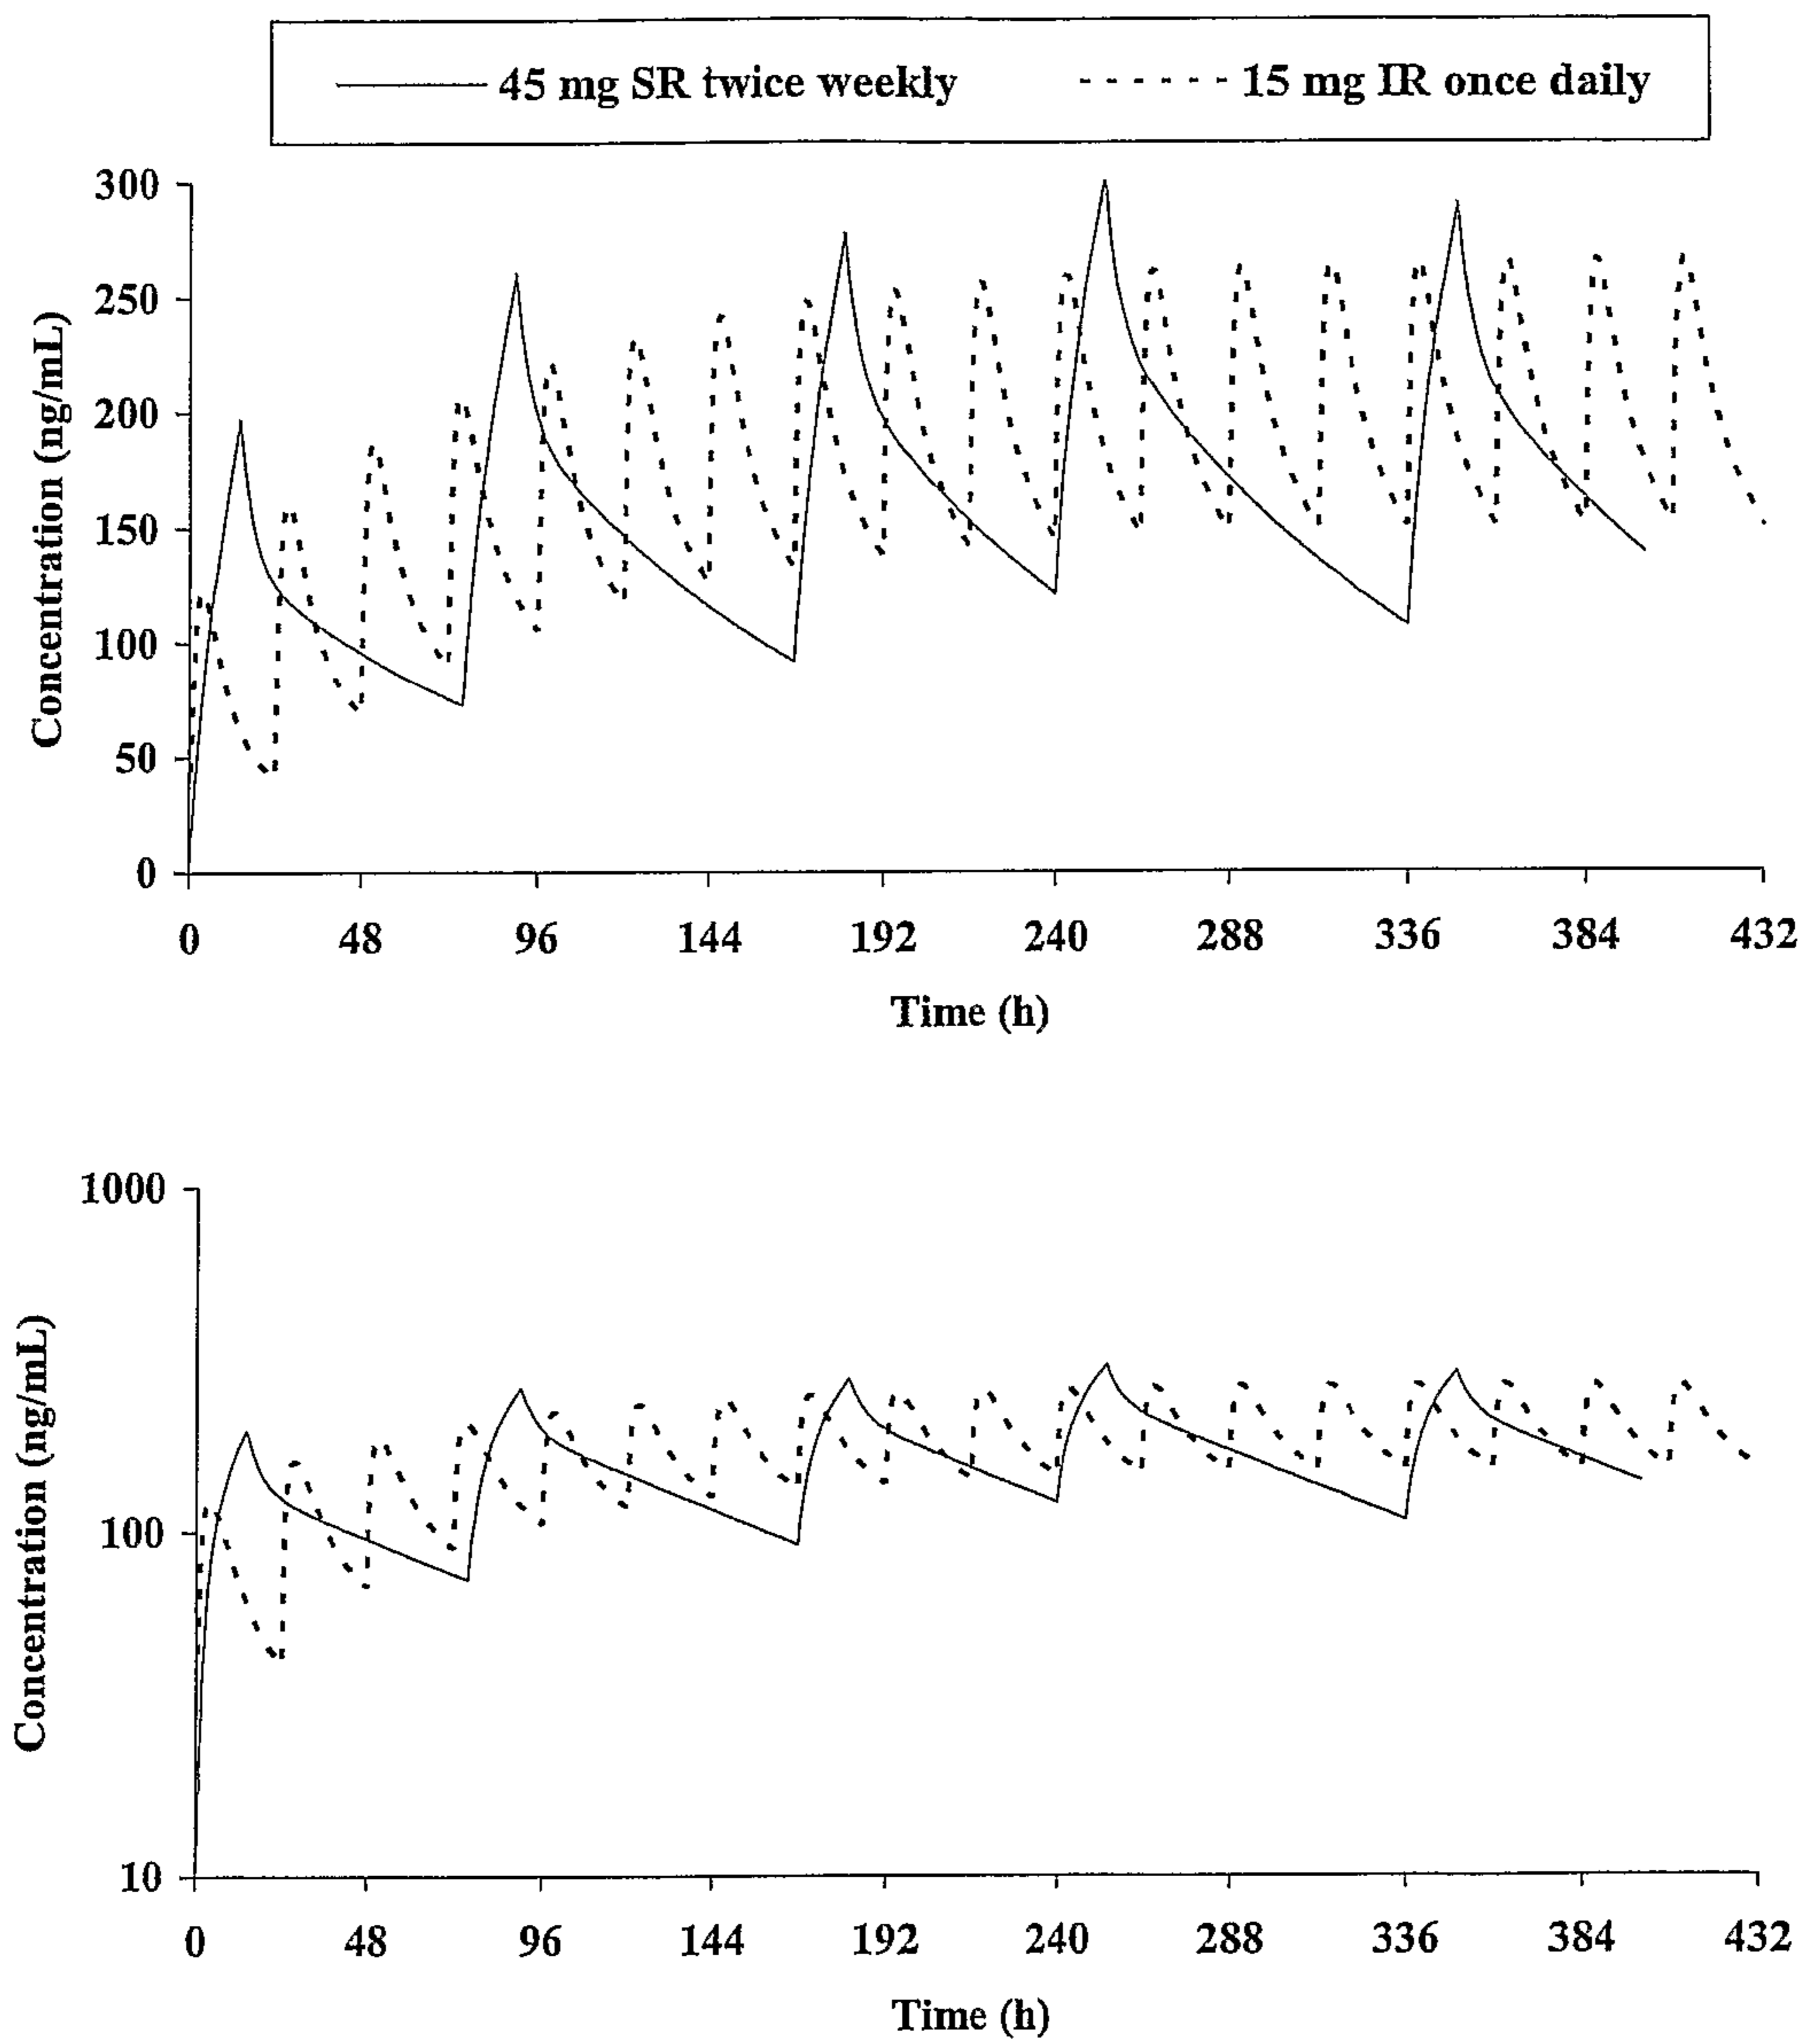 45 mg SR twice weekly 15 mg IR once daily
300
250
200
150
100
50
0
Concentration (ng/mL)
0 48 96 144 192 240 288 336 384 432
Time (h)
1000
100
10
Concentration (ng/mL)
0 48 96 144 192 240 288 336 384 432
Time (h)